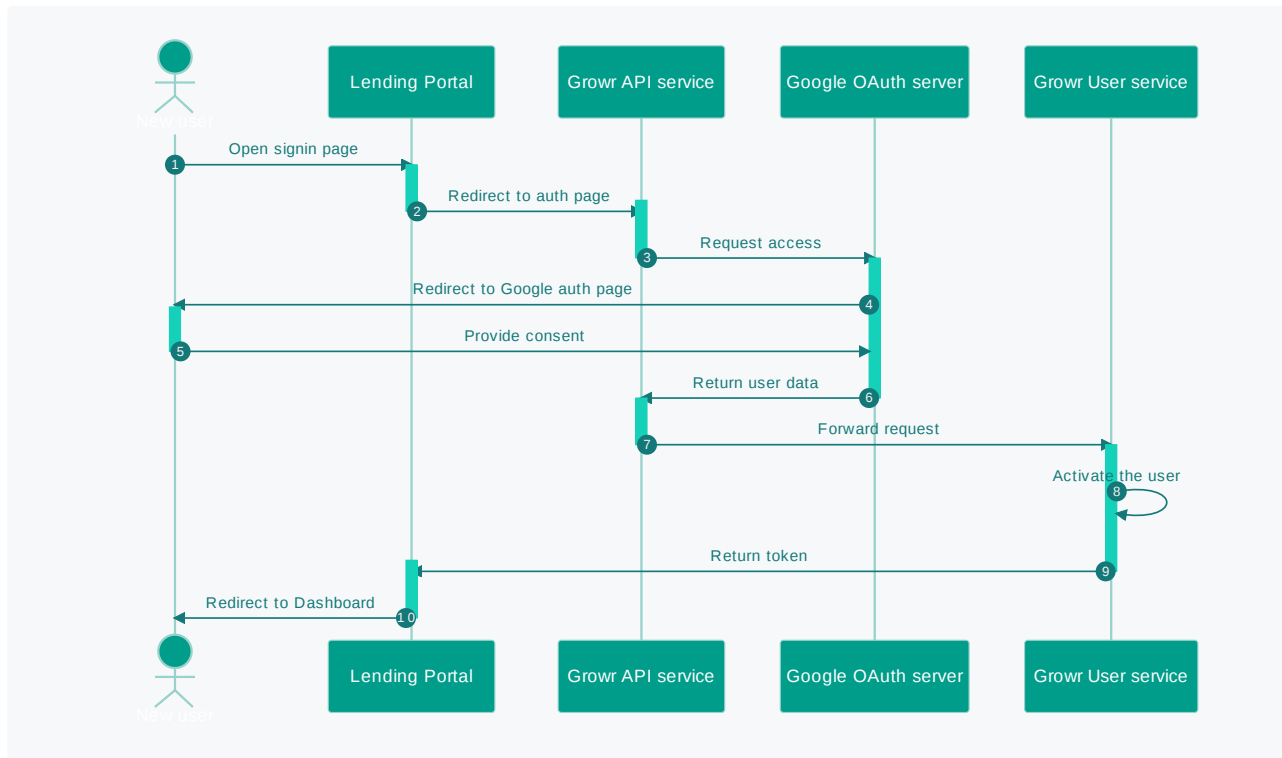 Lending Portal
Growr API service
Google OAuth server
Growr User service
New user
Open signin page
1
Redirect to auth page
2
Request access
3
Redirect to Google auth page
4
Provide consent
5
Return user data
6
Forward request
7
Activate the user
8
Return token
9
Redirect to Dashboard
10
Lending Portal
Growr API service
Google OAuth server
Growr User service
New user